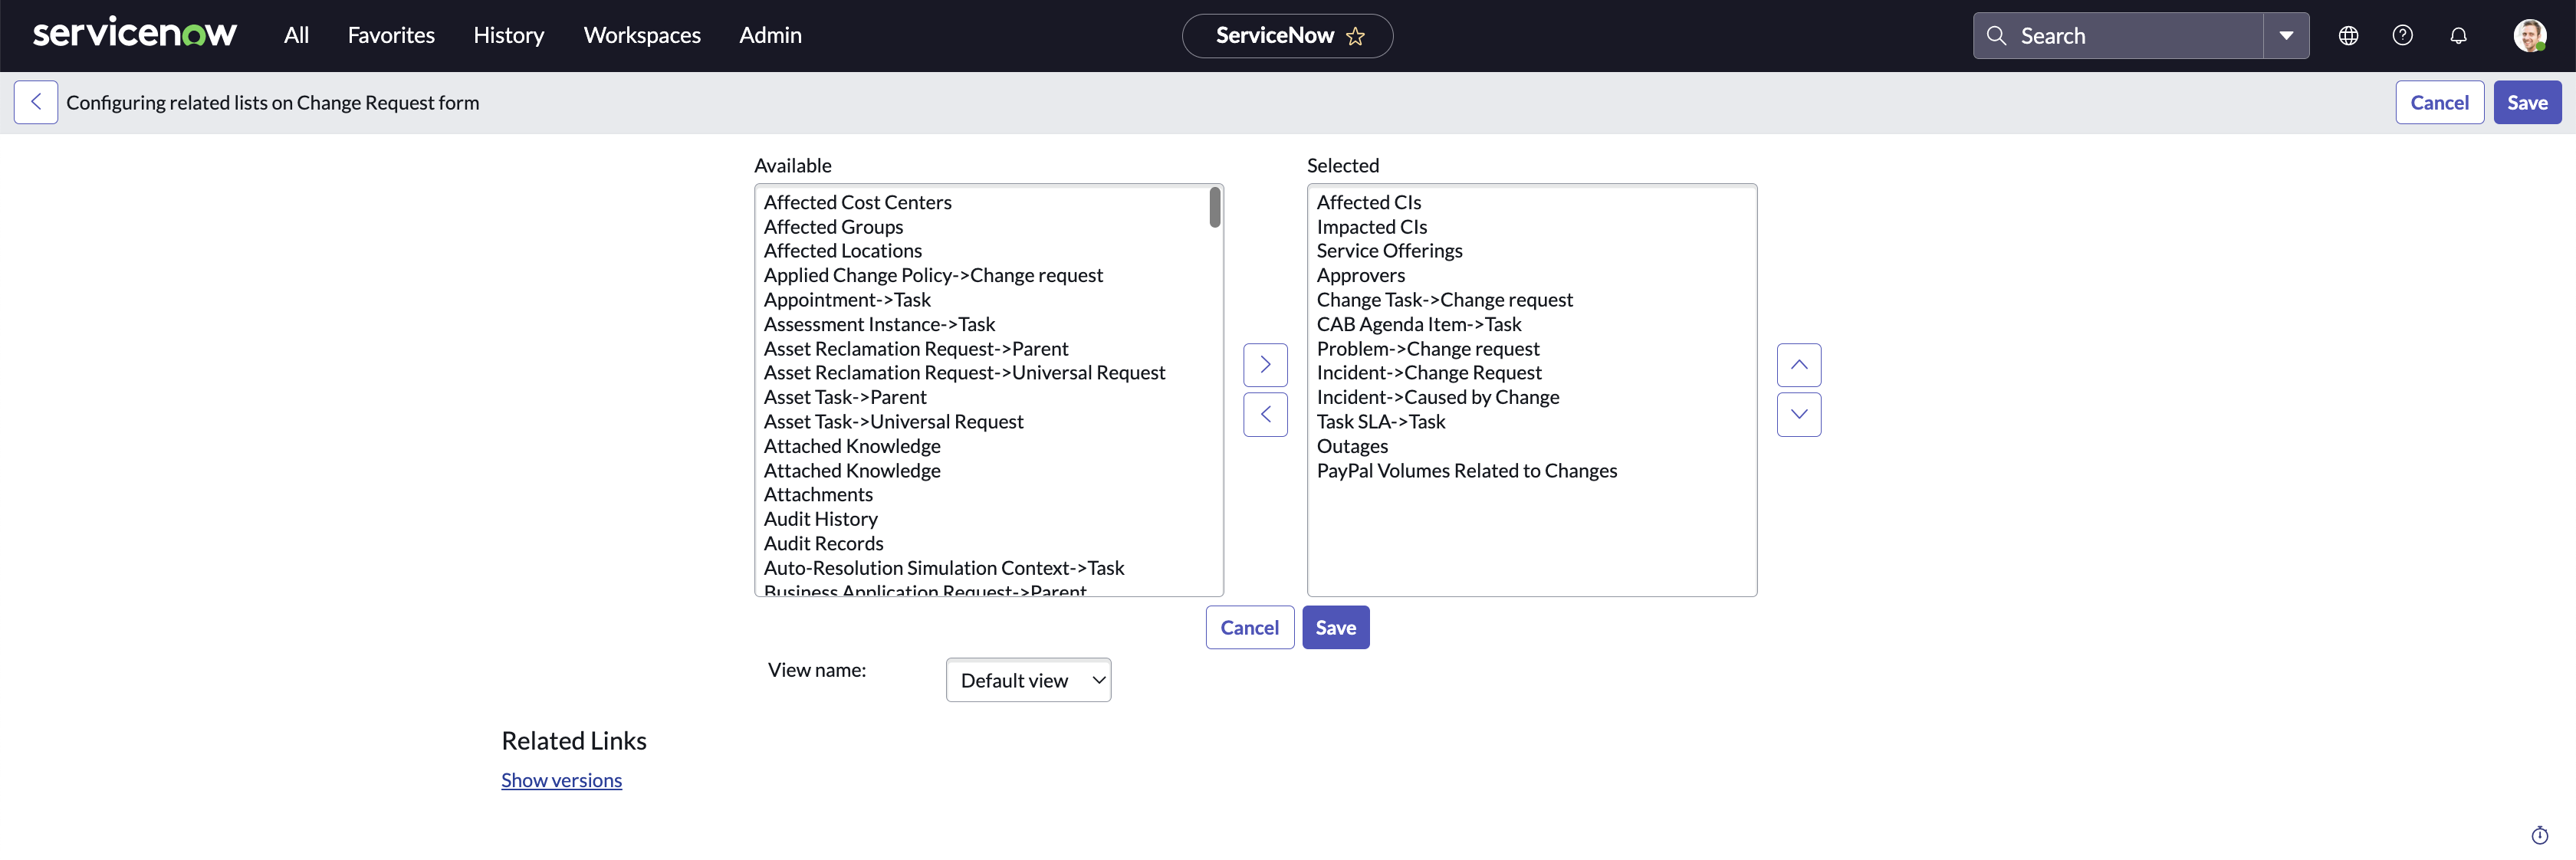 servicenow
All
Favorites
History
Workspaces
Admin
ServiceNow
Search
Configuring related lists on Change Request form
Cancel
Save
Available
Affected Cost Centers
Affected Groups
Affected Locations
Applied Change Policy->Change request
Appointment->Task
Assessment Instance->Task
Asset Reclamation Request->Parent
Asset Reclamation Request->Universal Request
Asset Task->Parent
Asset Task->Universal Request
Attached Knowledge
Attached Knowledge
Attachments
Audit History
Audit Records
Auto-Resolution Simulation Context->Task
Business Application Request->Parent
Selected
Affected CIs
Impacted CIs
Service Offerings
Approvers
Change Task->Change request
CAB Agenda Item->Task
Problem->Change request
Incident->Change Request
Incident->Caused by Change
Task SLA->Task
Outages
PayPal Volumes Related to Changes
Cancel
Save
View name:
Default view
Related Links
Show versions